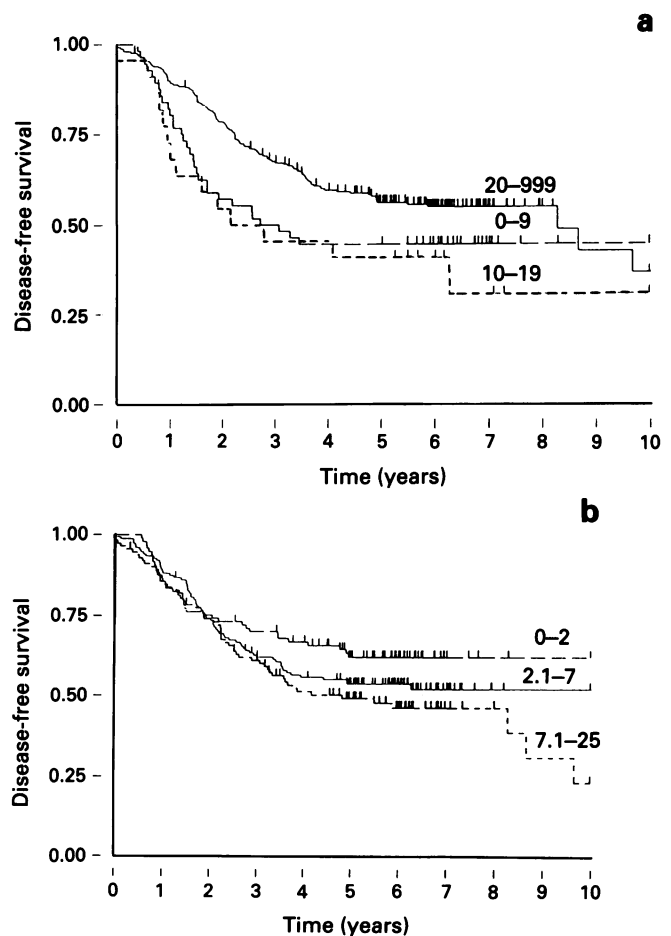 a
1.00
0.75
0.50
0.25
0.00
Disease-free survival
20–999
0–9
10–19
0 1 2 3 4 5 6 7 8 9 10
Time (years)
b
1.00
0.75
0.50
0.25
0.00
Disease-free survival
0–2
2.1–7
7.1–25
0 1 2 3 4 5 6 7 8 9 10
Time (years)